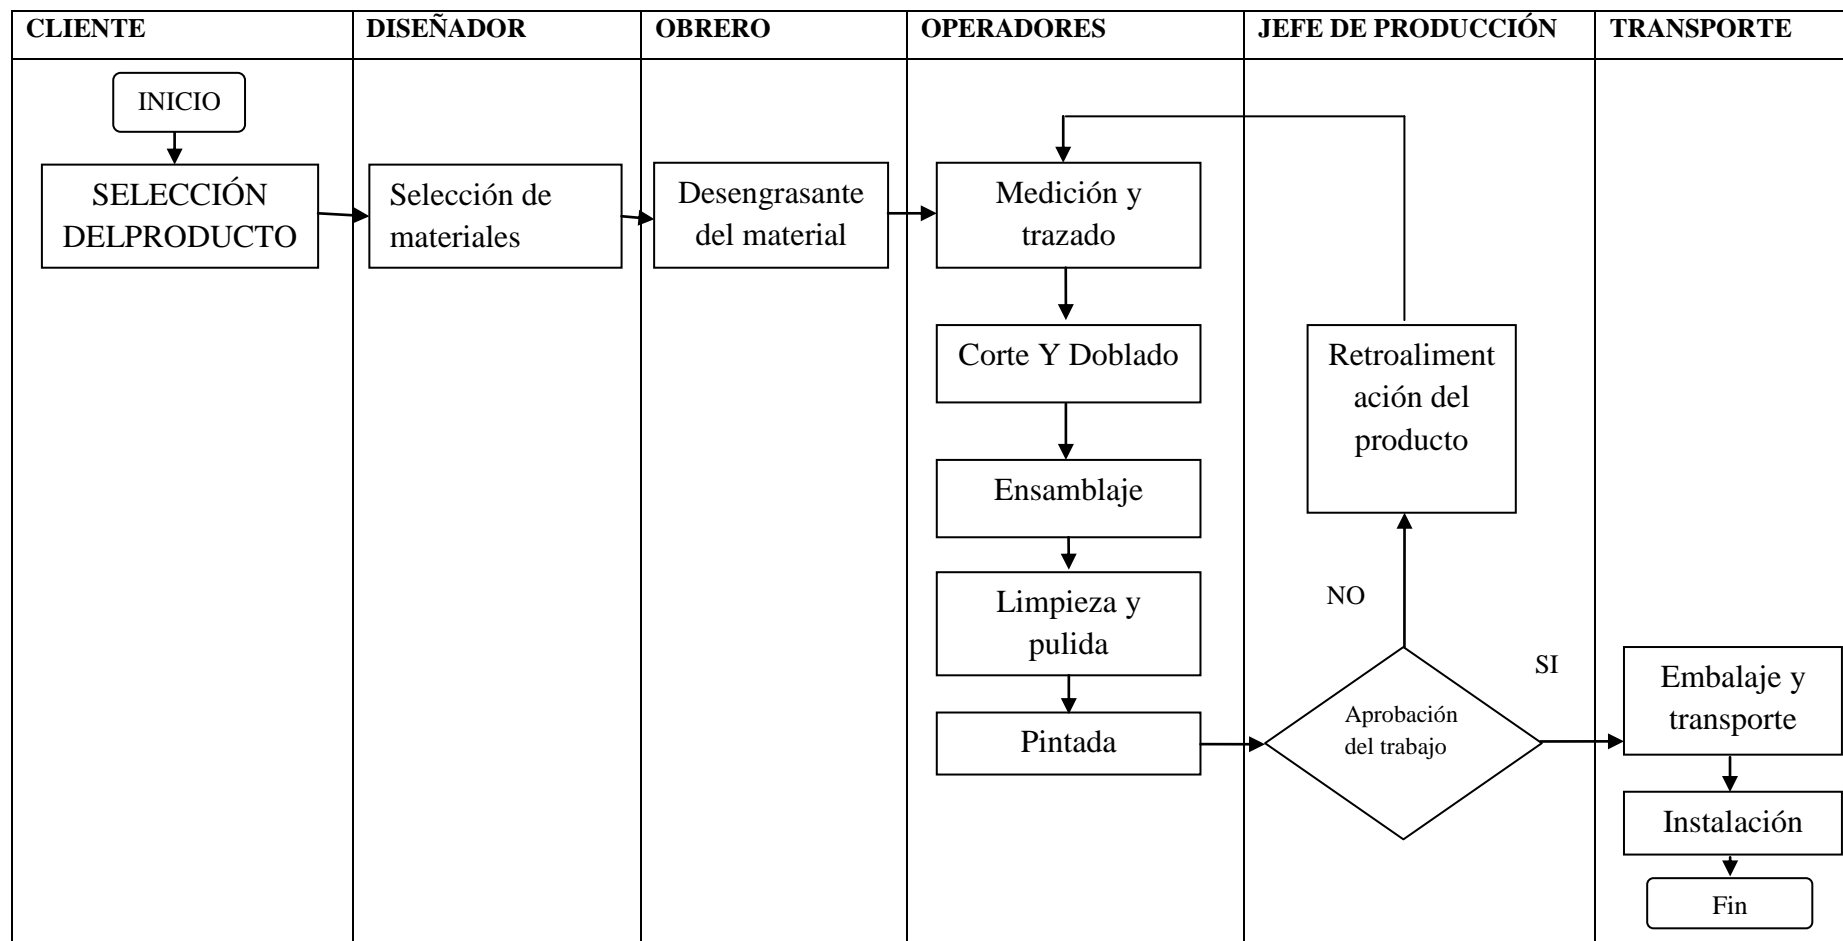 CLIENTE
DISEÑADOR
OBRERO
OPERADORES
JEFE DE PRODUCCIÓN
TRANSPORTE
INICIO
SELECCIÓN
DELPRODUCTO
Selección de
materiales
Desengrasante
del material
Medición y
trazado
Corte Y Doblado
Ensamblaje
Limpieza y
pulida
Pintada
Retroaliment
ación del
producto
NO
Aprobación
del trabajo
SI
Embalaje y
transporte
Instalación
Fin